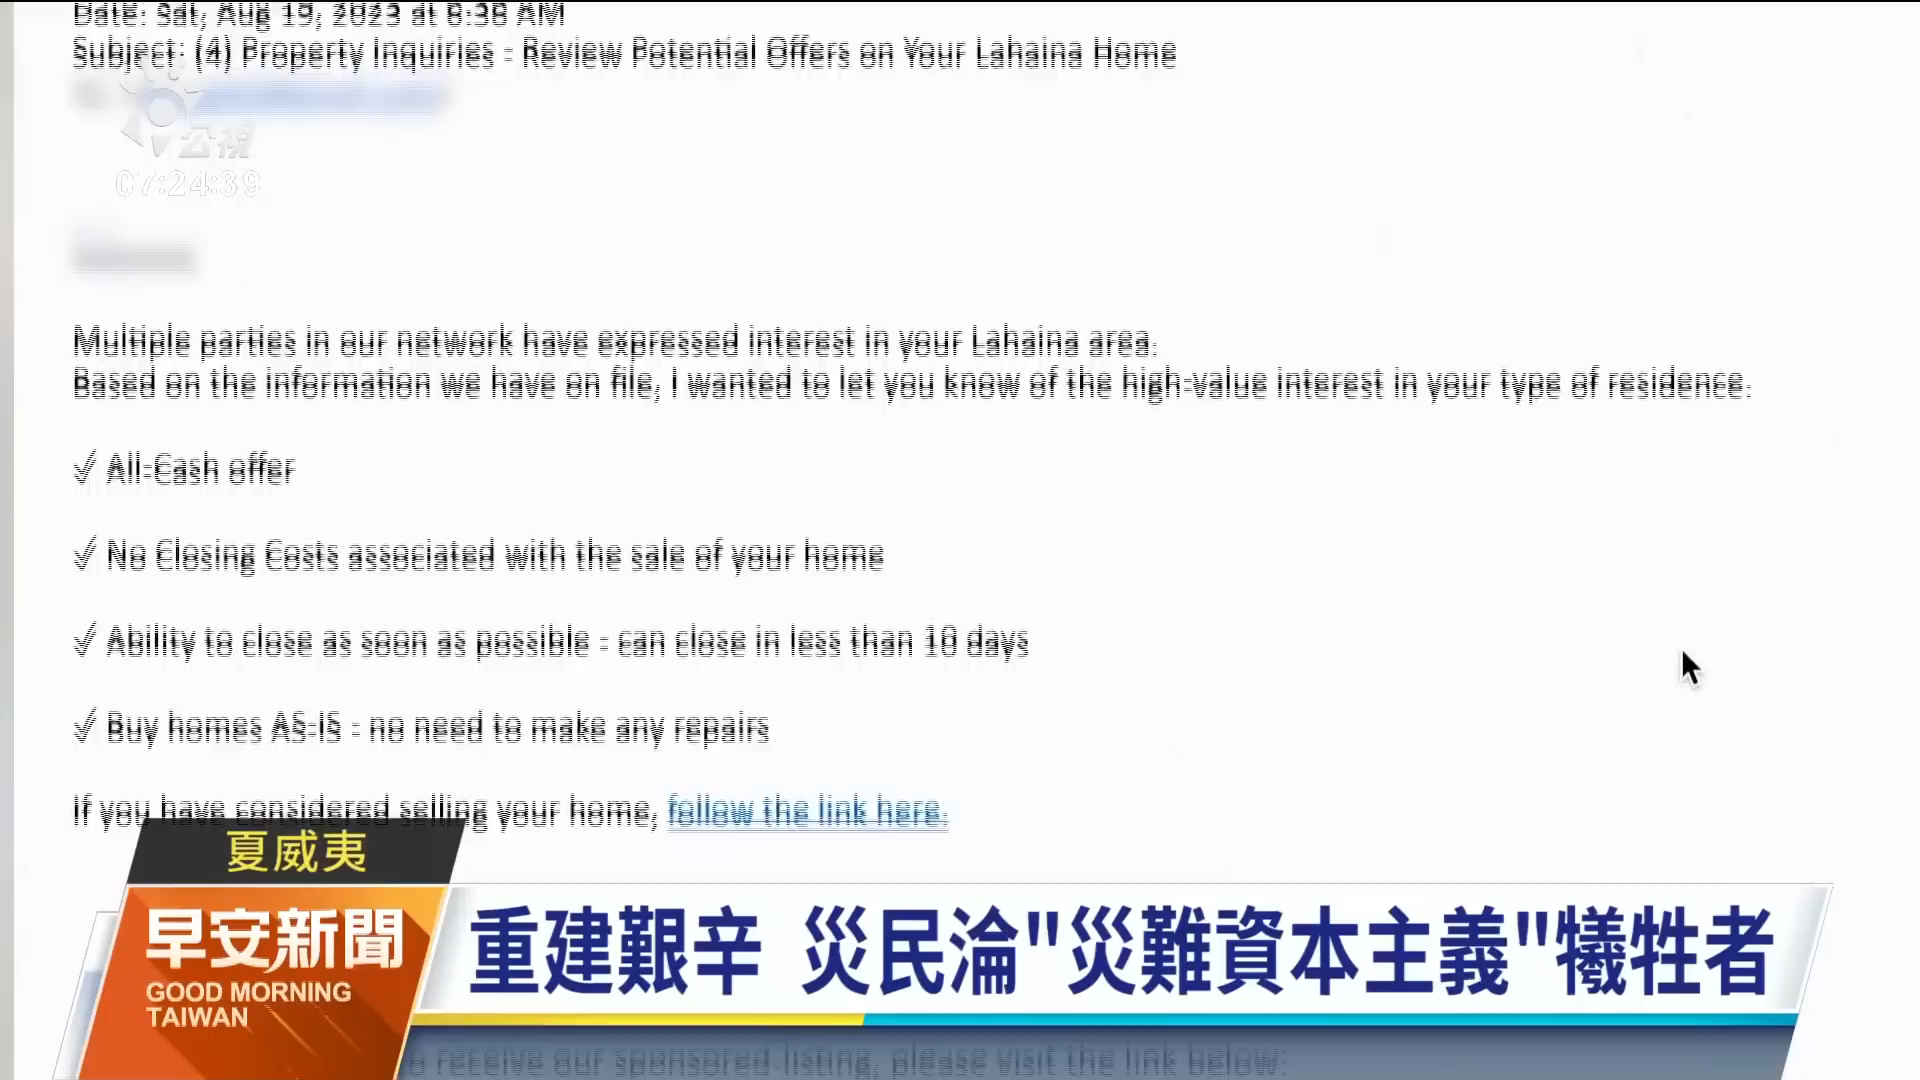 Date: Sat, Aug 19, 2023 at 6:38 AM
Subject: (4) Property Inquiries - Review Potential Offers on Your Lahaina Home
公視
07:24:39
Multiple parties in our network have expressed interest in your Lahaina area.
Based on the information we have on file, I wanted to let you know of the high-value interest in your type of residence.
✓ All-Cash offer
✓ No Closing Costs associated with the sale of your home
✓ Ability to close as soon as possible - can close in less than 10 days
✓ Buy homes AS-IS - no need to make any repairs
If you have considered selling your home, follow the link here.
夏威夷
早安新聞
GOOD MORNING
TAIWAN
重建艱辛 災民淪"災難資本主義"犧牲者
receive our sponsored listing, please visit the link below: